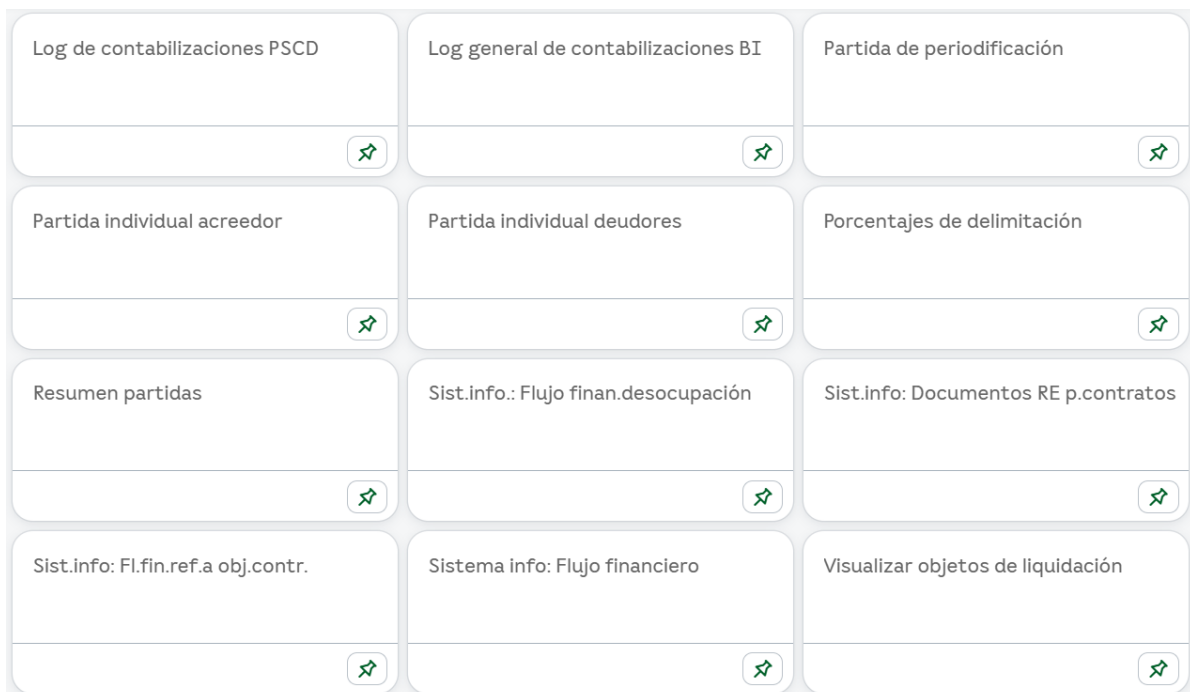 Log de contabilizaciones PSCD
Log general de contabilizaciones BI
Partida de periodificación
Partida individual acreedor
Partida individual deudores
Porcentajes de delimitación
Resumen partidas
Sist.info.: Flujo finan.desocupación
Sist.info: Documentos RE p.contratos
Sist.info: Fl.fin.ref.a obj.contr.
Sistema info: Flujo financiero
Visualizar objetos de liquidación